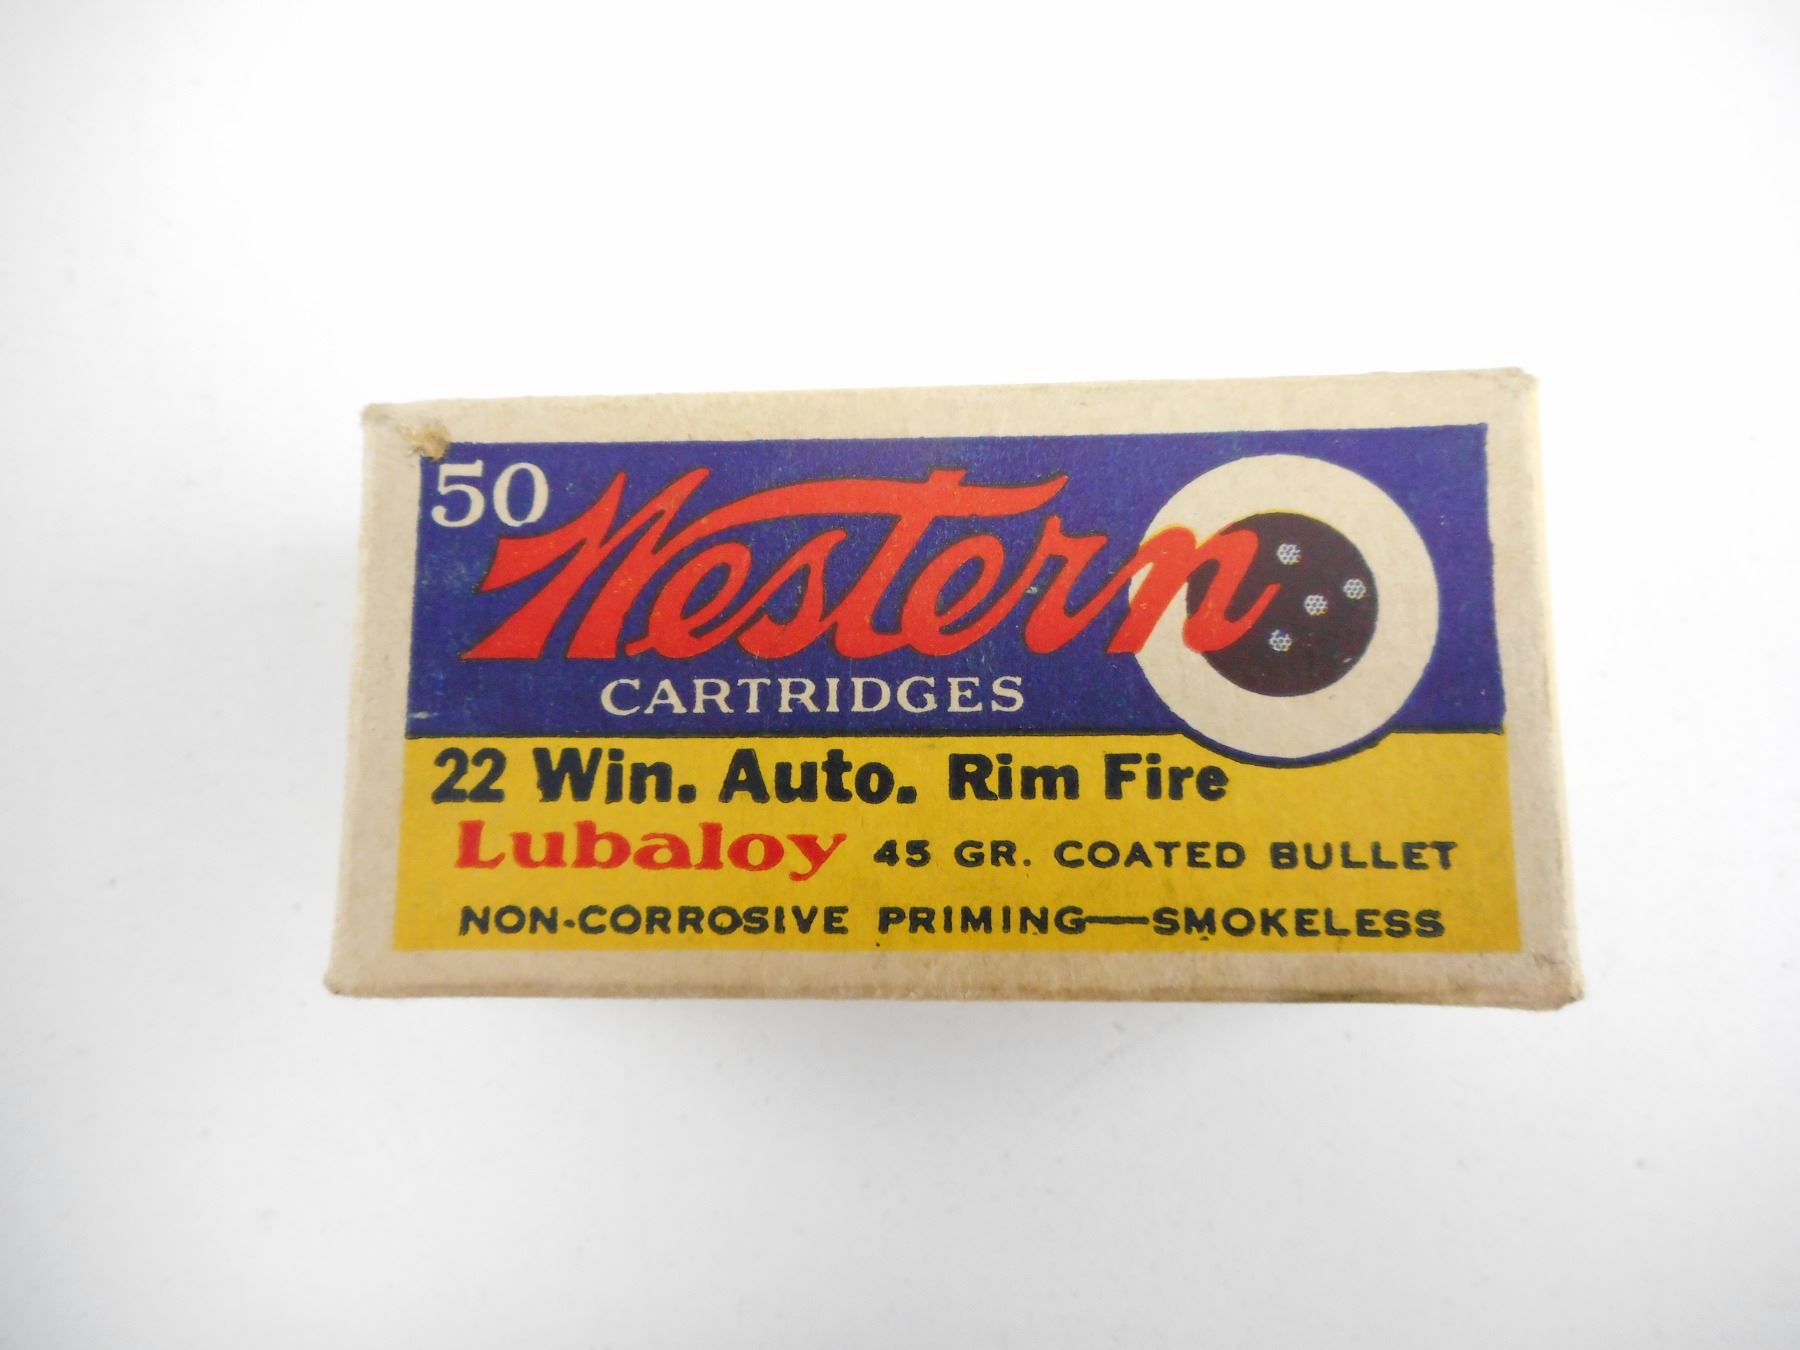 50 Western
CARTRIDGES
22 Win. Auto. Rim Fire
Lubaloy 45 GR. COATED BULLET
NON-CORROSIVE PRIMING—SMOKELESS